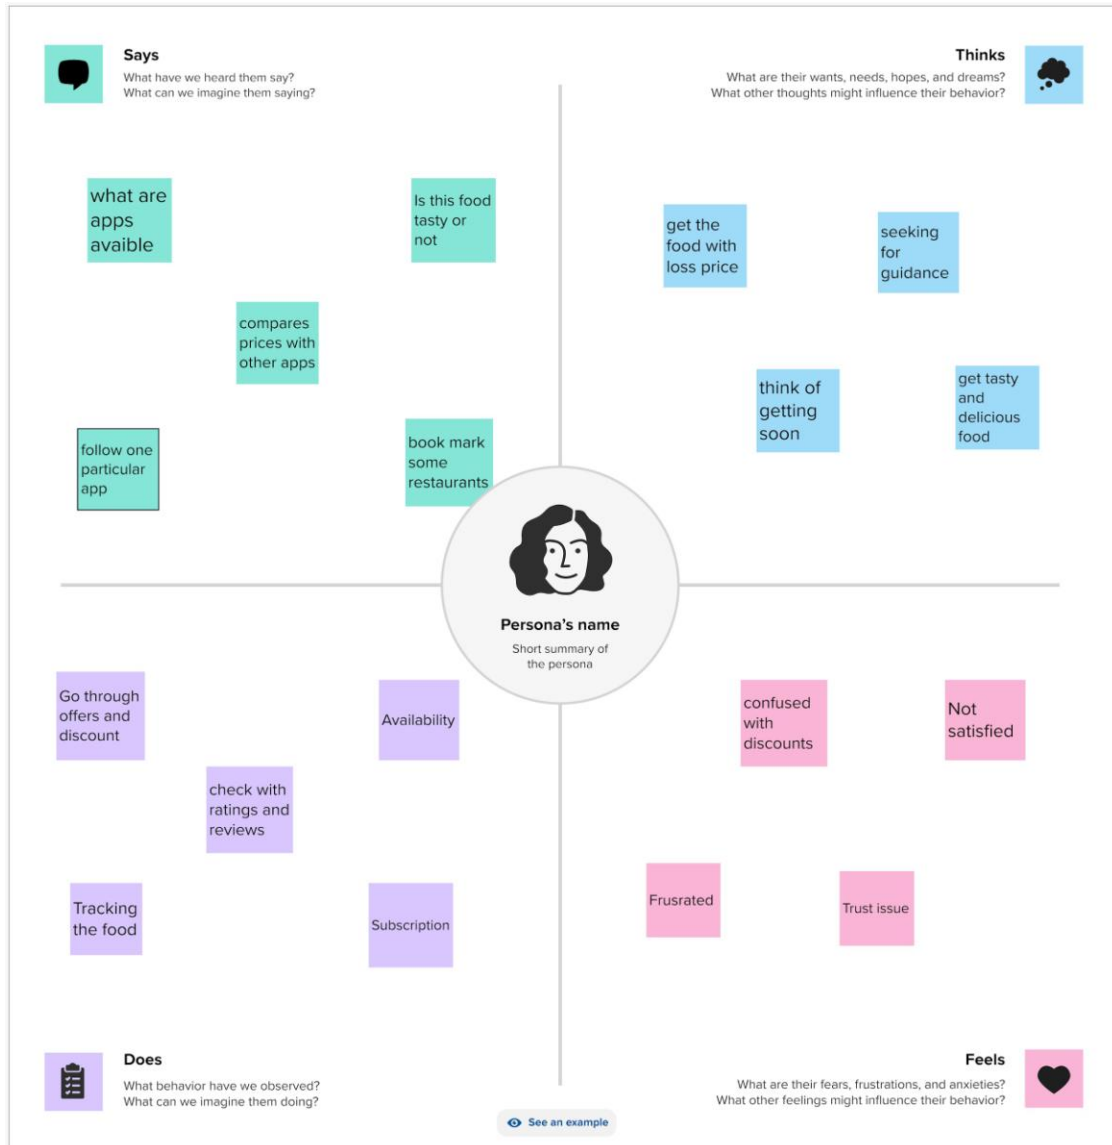 Says
What have we heard them say?
What can we imagine them saying?
Thinks
What are their wants, needs, hopes, and dreams?
What other thoughts might influence their behavior?
what are
apps
avaible
Is this food
tasty or
not
compares
prices with
other apps
follow one
particular
app
book mark
some
restaurants
get the
food with
loss price
seeking
for
guidance
think of
getting
soon
get tasty
and
delicious
food
Persona's name
Short summary of
the persona
Go through
offers and
discount
Availability
check with
ratings and
reviews
Tracking
the food
Subscription
confused
with
discounts
Not
satisfied
Frusrated
Trust issue
Does
What behavior have we observed?
What can we imagine them doing?
Feels
What are their fears, frustrations, and anxieties?
What other feelings might influence their behavior?
See an example